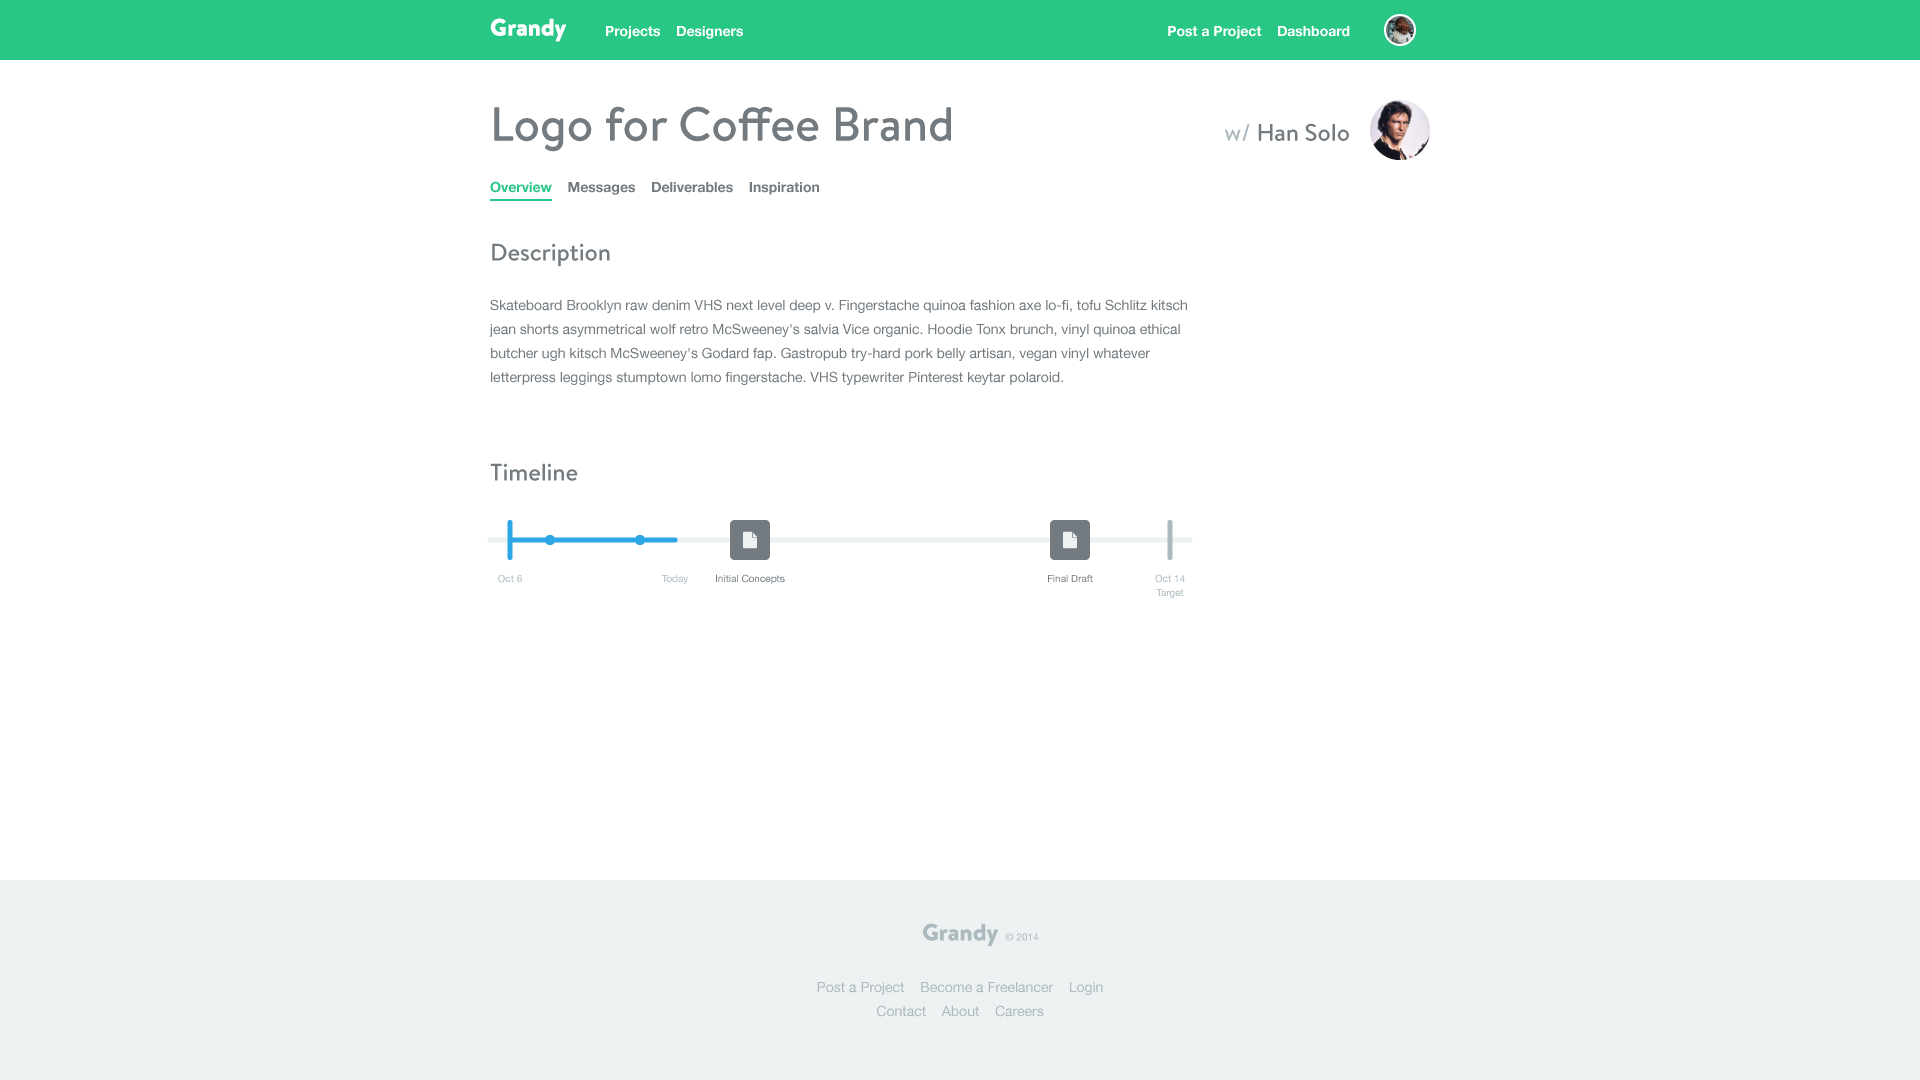 Grandy Projects Designers Post a Project Dashboard
Logo for Coffee Brand w/ Han Solo
Overview Messages Deliverables Inspiration
Description
Skateboard Brooklyn raw denim VHS next level deep v. Fingerstache quinoa fashion axe lo-fi, tofu Schlitz kitsch
jean shorts asymmetrical wolf retro McSweeney's salvia Vice organic. Hoodie Tonx brunch, vinyl quinoa ethical
butcher ugh kitsch McSweeney's Godard fap. Gastropub try-hard pork belly artisan, vegan vinyl whatever
letterpress leggings stumptown lomo fingerstache. VHS typewriter Pinterest keytar polaroid.
Timeline
Oct 6 Today Initial Concepts Final Draft Oct 14
Target
Grandy © 2014
Post a Project Become a Freelancer Login
Contact About Careers